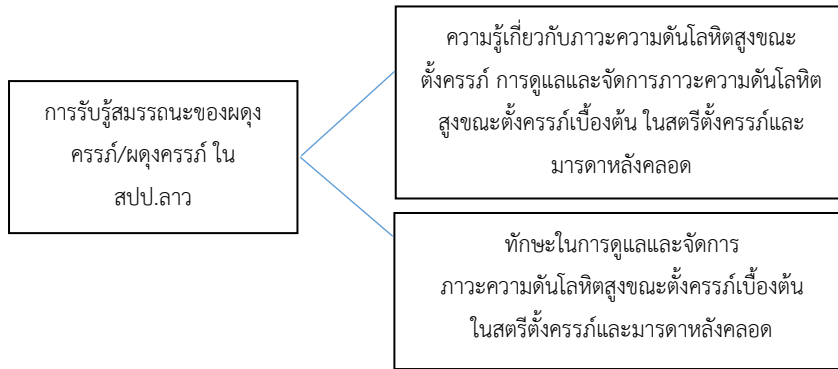 การรับรู้สมรรถนะของผดุง
ครรภ์/ผดุงครรภ์ ใน
สปป.ลาว
ความรู้เกี่ยวกับภาวะความดันโลหิตสูงขณะ
ตั้งครรภ์ การดูแลและจัดการภาวะความดันโลหิต
สูงขณะตั้งครรภ์เบื้องต้น ในสตรีตั้งครรภ์และ
มารดาหลังคลอด
ทักษะในการดูแลและจัดการ
ภาวะความดันโลหิตสูงขณะตั้งครรภ์เบื้องต้น
ในสตรีตั้งครรภ์และมารดาหลังคลอด